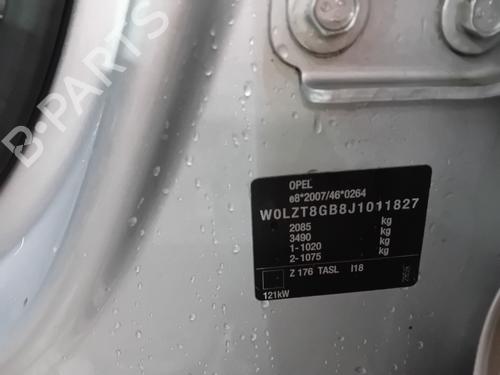 B-PARTS
OPEL
e8*2007/46*0264
W0LZT8GB8J1011827
2085 kg
3490 kg
1-1020 kg
2-1075 kg
Z 176 TASL I18
121kW